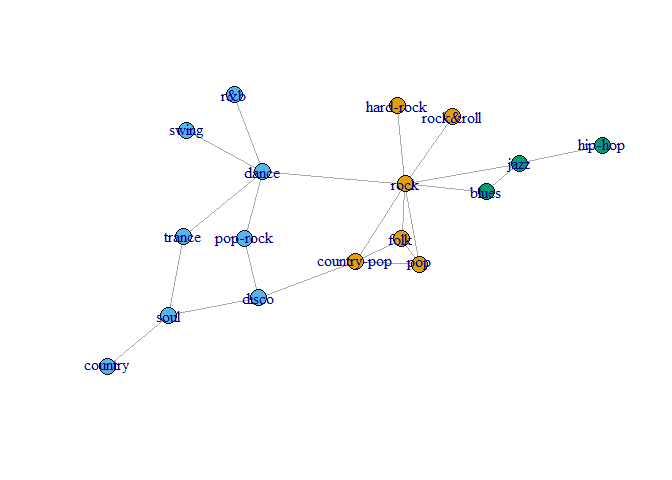 r&b
hard-rock
rock&roll
swing
hip-hop
jazz
dance
rock
blues
trance
pop-rock
folk
country-pop
pop
disco
soul
country